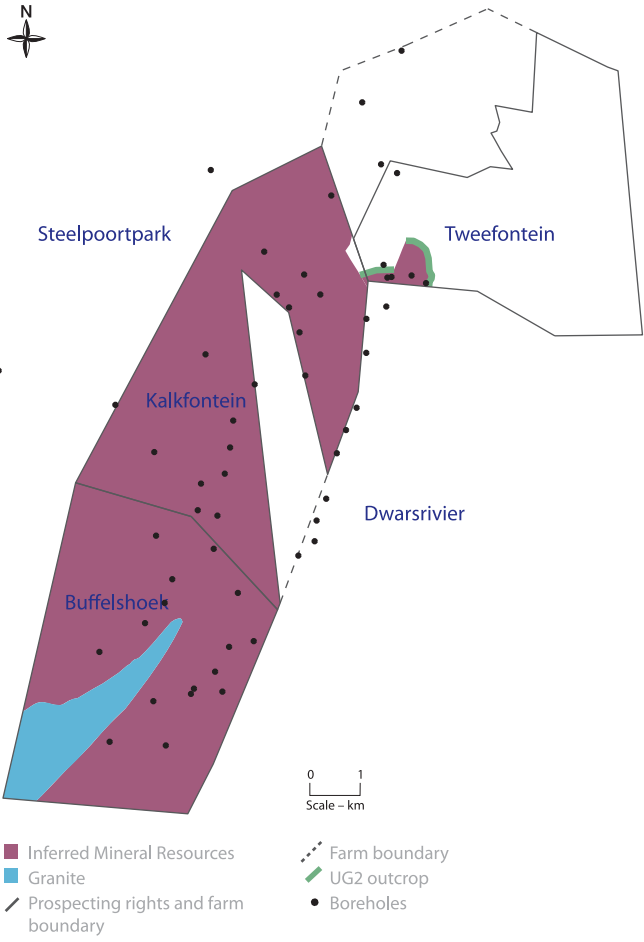 N
Steelpoortpark
Tweefontein
Kalkfontein
Dwarsrivier
Buffelshoek
0 1
Scale – km
Inferred Mineral Resources
Granite
Prospecting rights and farm
boundary
Farm boundary
UG2 outcrop
Boreholes